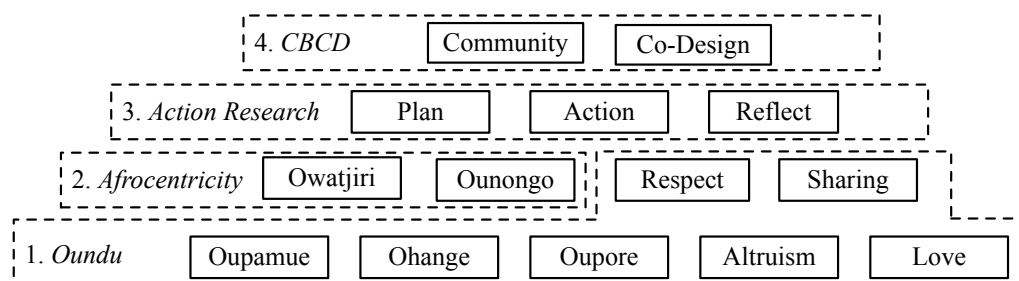 4. CBCD Community Co-Design
3. Action Research Plan Action Reflect
2. Afrocentricity Owatjiri Ounongo Respect Sharing
1. Oundu Oupamue Ohange Oupore Altruism Love